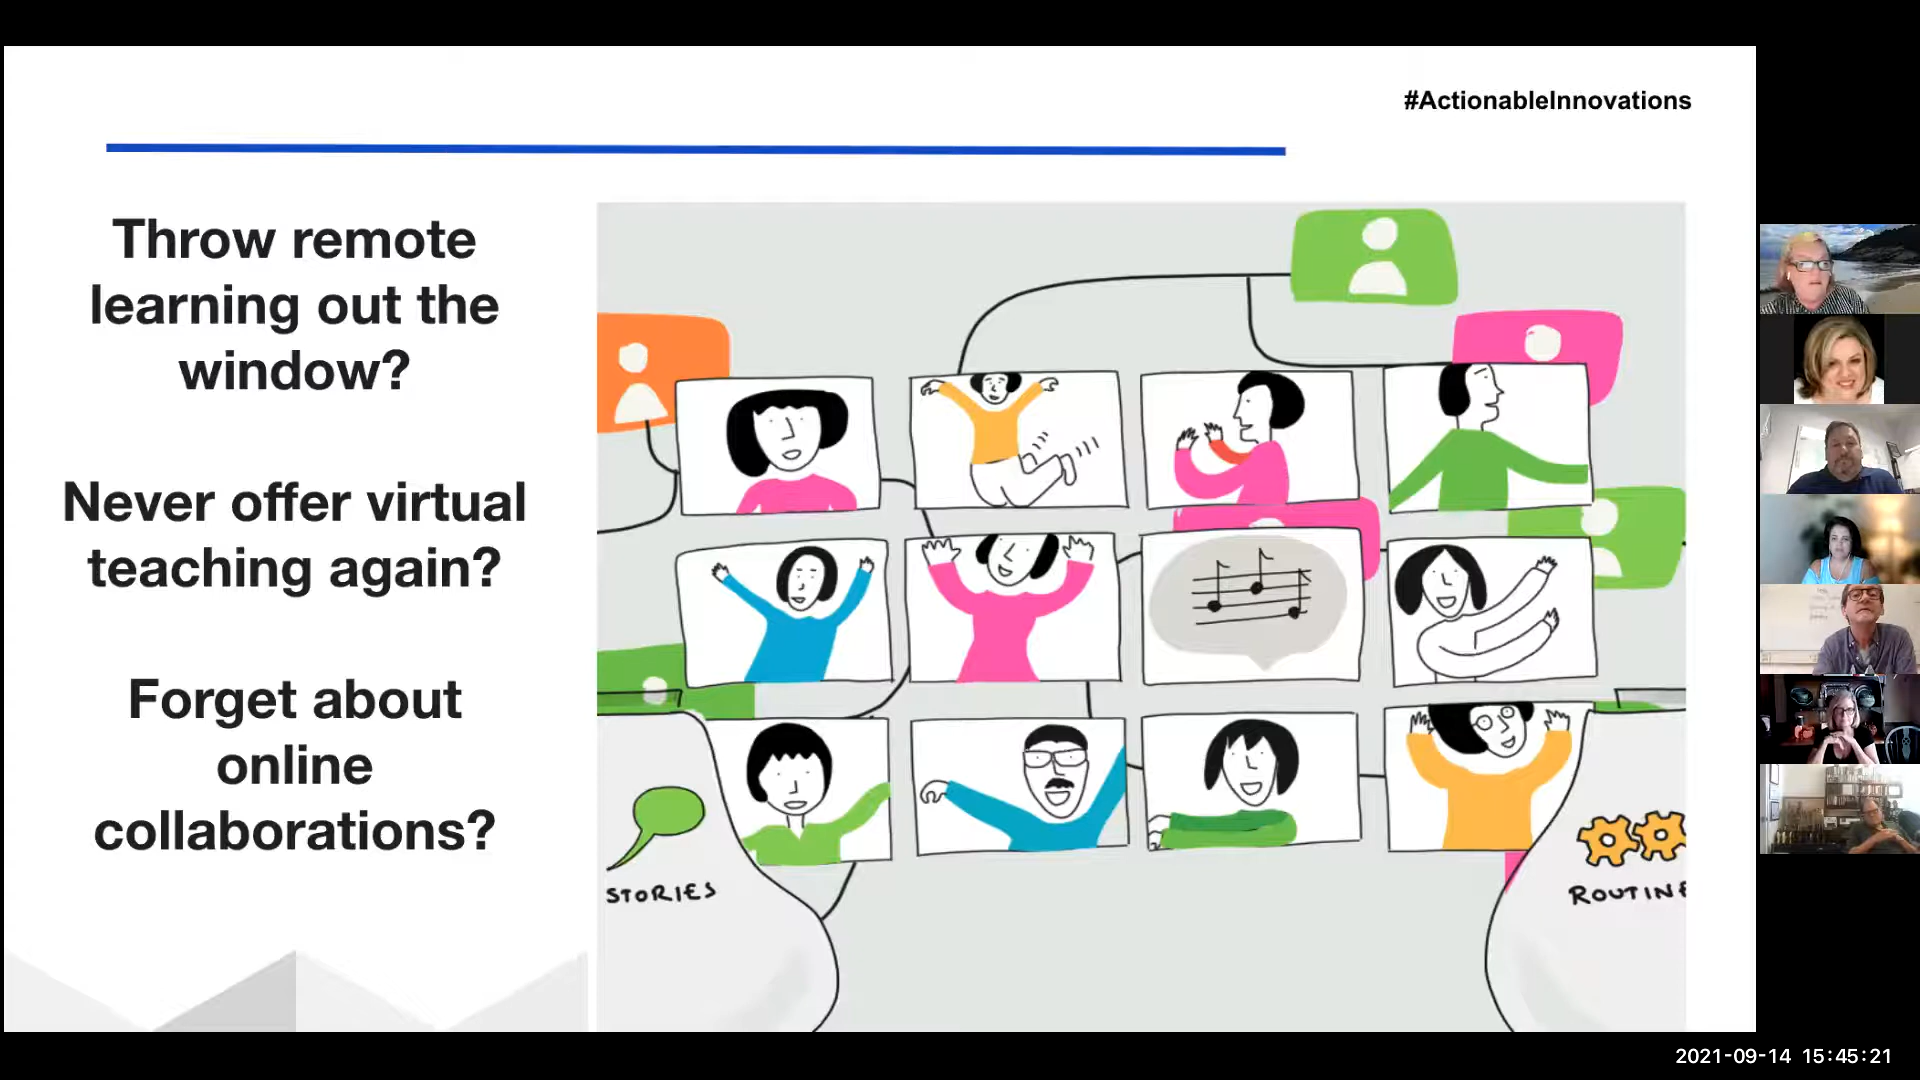 #ActionableInnovations
Throw remote
learning out the
window?
Never offer virtual
teaching again?
Forget about
online
collaborations?
STORIES
ROUTINE
2021-09-14 15:45:21